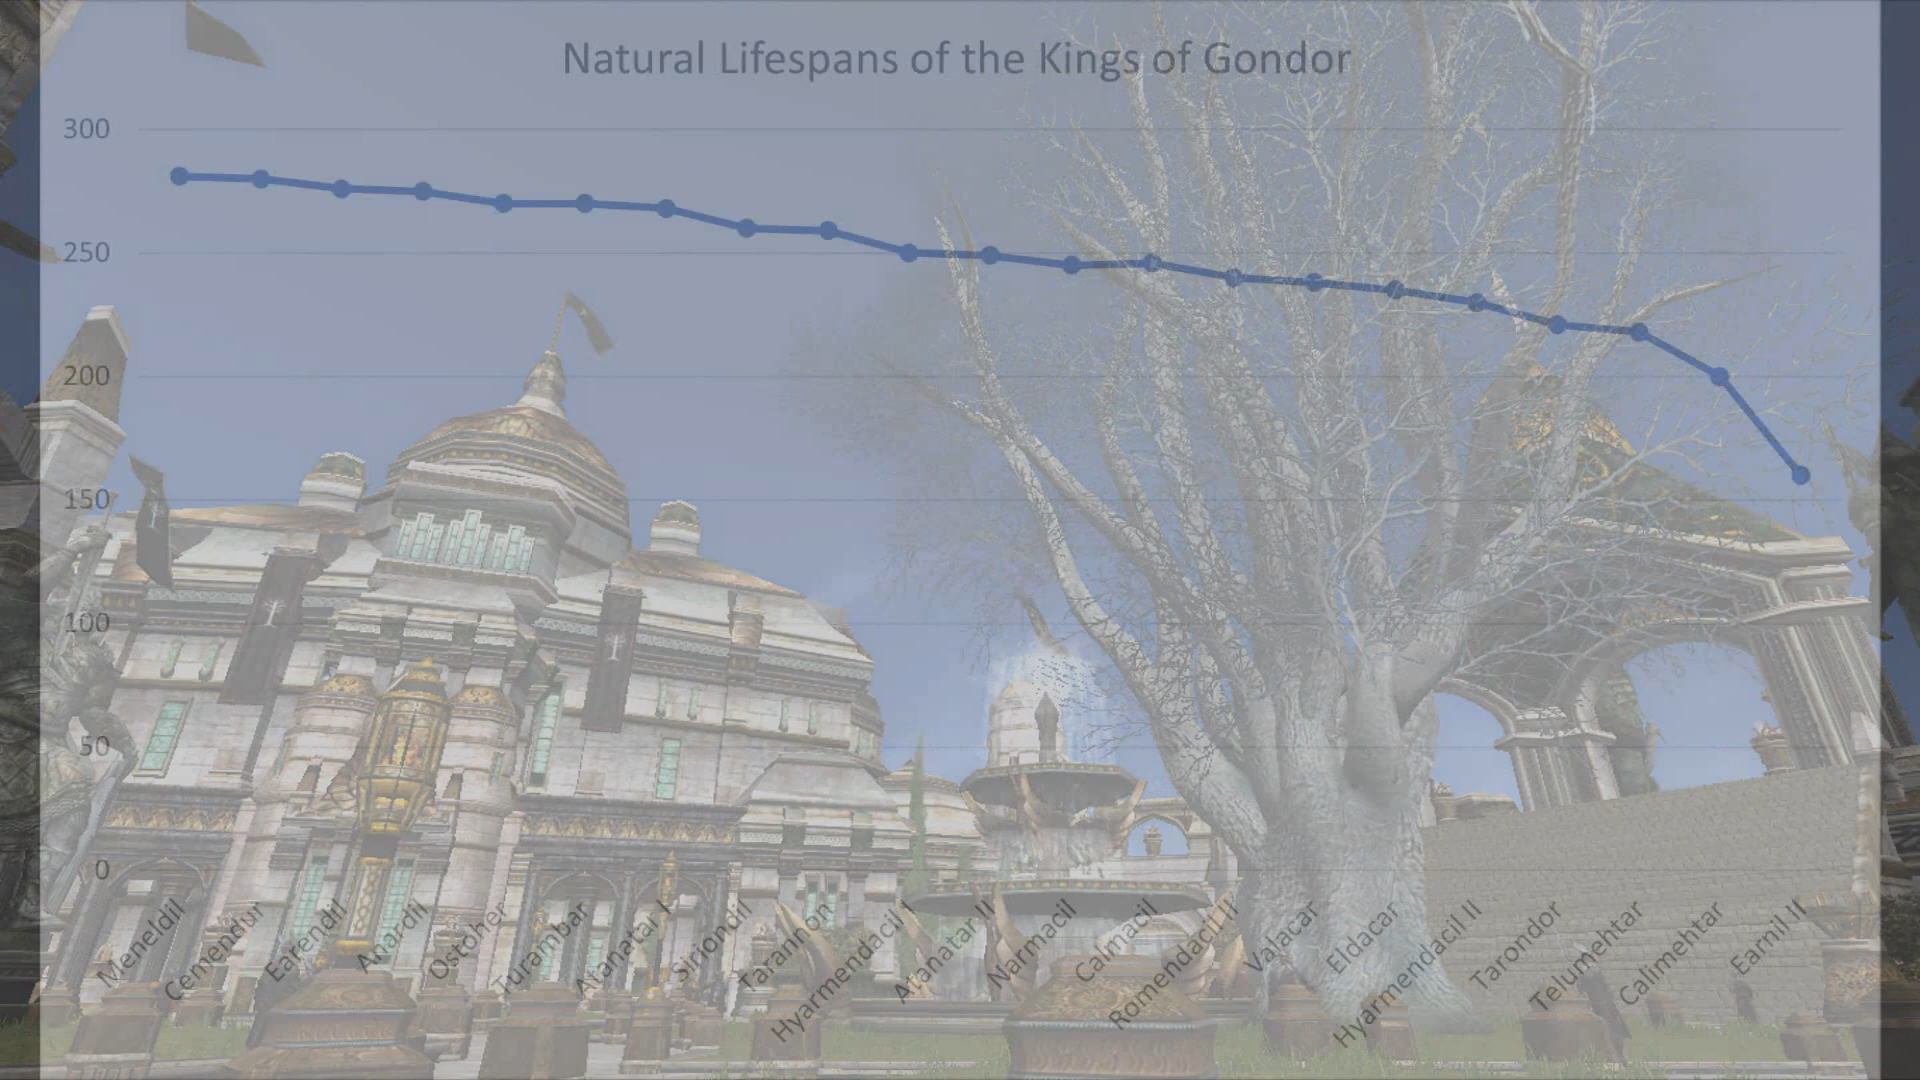 Natural Lifespans of the Kings of Gondor
300
250
200
150
100
50
0
Meneldil
Cemendur
Earendil
Anardil
Ostoher
Turambar
Atanatar I
Siriondil
Tarannon
Hyarmendacil I
Atanatar II
Narmacil
Calmacil
Romendacil II
Valacar
Eldacar
Hyarmendacil II
Tarondor
Telumehtar
Calimehtar
Earnil II